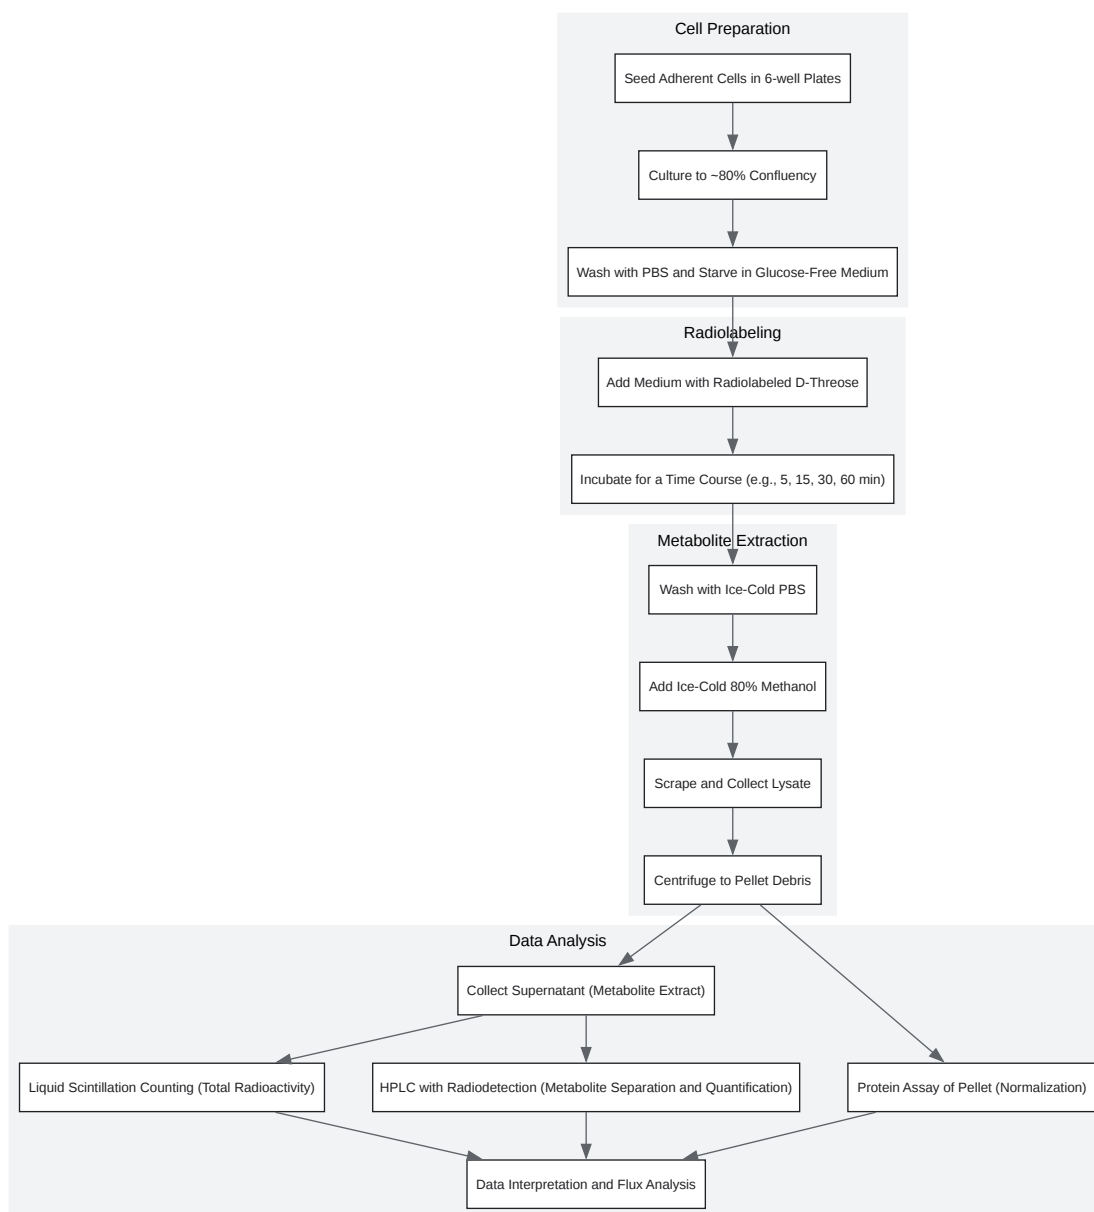 Cell Preparation
Seed Adherent Cells in 6-well Plates
Culture to ~80% Confluency
Wash with PBS and Starve in Glucose-Free Medium
Radiolabeling
Add Medium with Radiolabeled D-Threose
Incubate for a Time Course (e.g., 5, 15, 30, 60 min)
Metabolite Extraction
Wash with Ice-Cold PBS
Add Ice-Cold 80% Methanol
Scrape and Collect Lysate
Centrifuge to Pellet Debris
Data Analysis
Collect Supernatant (Metabolite Extract)
Liquid Scintillation Counting (Total Radioactivity)
HPLC with Radiodetection (Metabolite Separation and Quantification)
Protein Assay of Pellet (Normalization)
Data Interpretation and Flux Analysis